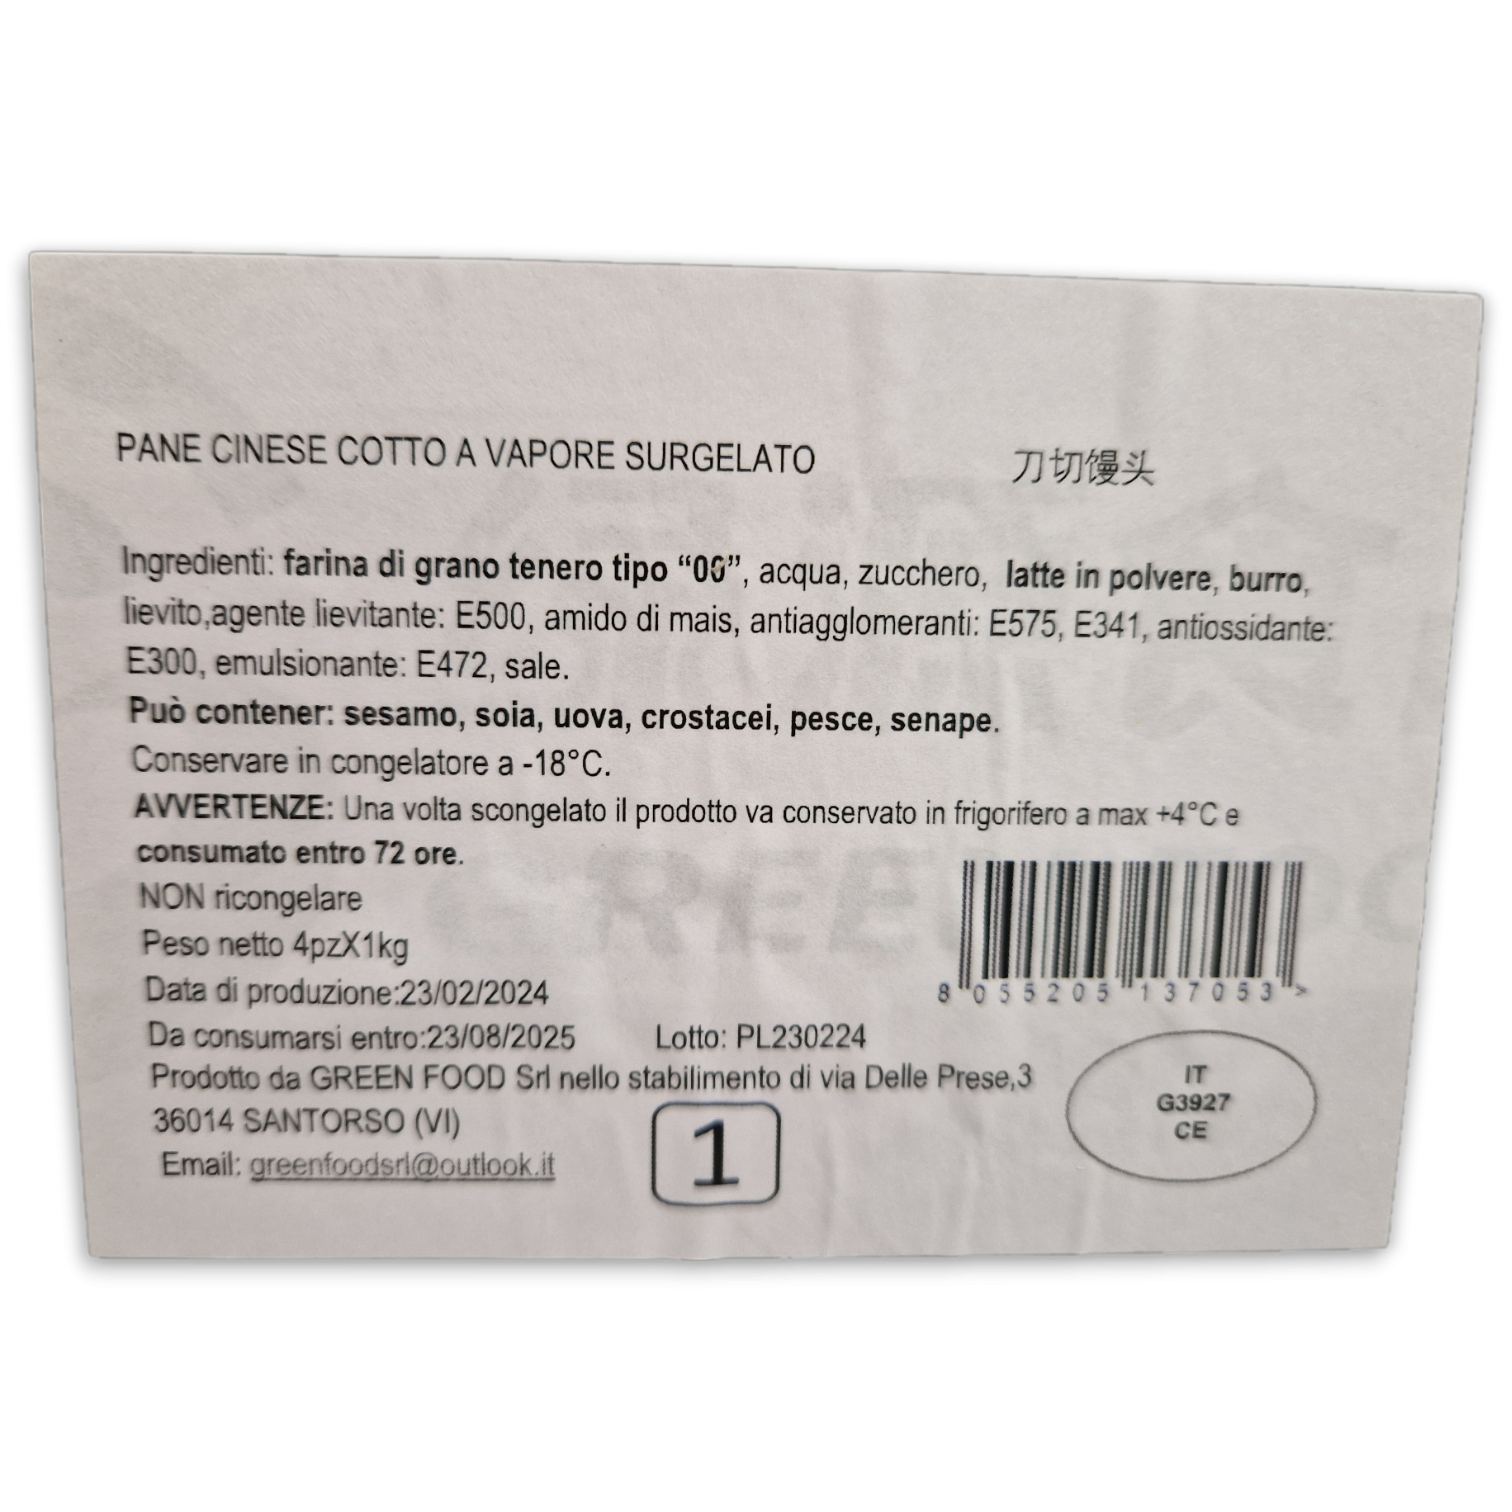 PANE CINESE COTTO A VAPORE SURGELATO 刀切馒头
Ingredienti: farina di grano tenero tipo “00”, acqua, zucchero, latte in polvere, burro,
lievito,agente lievitante: E500, amido di mais, antiagglomeranti: E575, E341, antiossidante:
E300, emulsionante: E472, sale.
Può contener: sesamo, soia, uova, crostacei, pesce, senape.
Conservare in congelatore a -18°C.
AVVERTENZE: Una volta scongelato il prodotto va conservato in frigorifero a max +4°C e
consumato entro 72 ore.
NON ricongelare
Peso netto 4pzX1kg
Data di produzione:23/02/2024
8 055205 137053 >
Da consumarsi entro:23/08/2025 Lotto: PL230224
Prodotto da GREEN FOOD Srl nello stabilimento di via Delle Prese,3
36014 SANTORSO (VI)
Email: greenfoodsrl@outlook.it
1
IT
G3927
CE